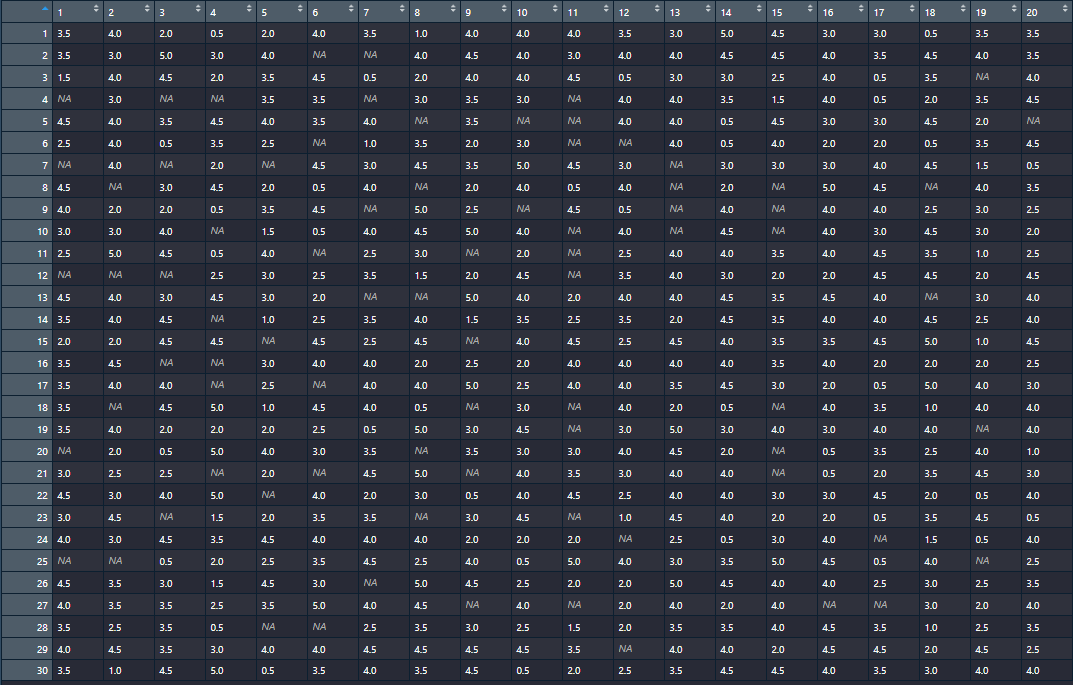 1 2 3 4 5 6 7 8 9 10 11 12 13 14 15 16 17 18 19 20
1 3.5 4.0 2.0 0.5 2.0 4.0 3.5 1.0 4.0 4.0 4.0 3.5 3.0 5.0 4.5 3.0 3.0 0.5 3.5 3.5
2 3.5 3.0 5.0 3.0 4.0 NA NA 4.0 4.5 4.0 3.0 4.0 4.0 4.5 4.5 4.0 3.5 4.0 4.0 3.5
3 1.5 4.0 4.5 2.0 3.5 4.5 0.5 2.0 4.0 4.0 4.5 0.5 3.0 3.0 2.5 4.0 0.5 3.5 NA 4.0
4 NA 3.0 NA NA 3.5 3.5 NA 3.0 3.5 3.0 NA 4.0 4.0 3.5 1.5 4.0 0.5 2.0 3.5 4.5
5 4.5 4.0 3.5 4.5 4.0 3.5 4.0 NA 3.5 NA NA 4.0 4.0 0.5 4.5 3.0 3.0 4.5 2.0 NA
6 2.5 4.0 0.5 3.5 2.5 NA 1.0 3.5 2.0 3.0 NA NA 4.0 0.5 4.0 2.0 2.0 0.5 3.5 4.5
7 NA 4.0 NA 2.0 NA 4.5 3.0 4.5 3.5 5.0 4.5 3.0 NA 3.0 3.0 3.0 4.0 4.5 1.5 0.5
8 4.5 NA 3.0 4.5 2.0 0.5 4.0 NA 2.0 4.0 0.5 4.0 NA 2.0 NA 5.0 4.5 NA 4.0 3.5
9 4.0 2.0 2.0 0.5 3.5 4.5 NA 5.0 2.5 NA 4.5 0.5 NA 4.0 NA 4.0 4.0 2.5 3.0 2.5
10 3.0 3.0 4.0 NA 1.5 0.5 4.0 4.5 5.0 4.0 NA 4.0 NA 4.5 NA 4.0 3.0 4.5 3.0 2.0
11 2.5 5.0 4.5 0.5 4.0 NA 2.5 3.0 NA 2.0 NA 2.5 4.0 4.0 3.5 4.0 4.5 3.5 1.0 2.5
12 NA NA NA 2.5 3.0 2.5 3.5 1.5 2.0 4.5 NA 3.5 4.0 3.0 2.0 2.0 4.5 4.5 2.0 4.5
13 4.5 4.0 3.0 4.5 3.0 2.0 NA NA 5.0 4.0 2.0 4.0 4.0 4.5 3.5 4.5 4.0 NA 3.0 4.0
14 3.5 4.0 4.5 NA 1.0 2.5 3.5 4.0 1.5 3.5 2.5 3.5 2.0 4.5 3.5 4.0 4.0 4.5 2.5 4.0
15 2.0 2.0 4.5 4.5 NA 4.5 2.5 4.5 NA 4.0 4.5 2.5 4.5 4.0 3.5 3.5 4.5 5.0 1.0 4.5
16 3.5 4.5 NA NA 3.0 4.0 4.0 2.0 2.5 2.0 4.0 4.0 4.0 4.0 3.5 4.0 2.0 2.0 2.0 2.5
17 3.5 4.0 4.0 NA 2.5 NA 4.0 4.0 5.0 2.5 4.0 4.0 3.5 4.5 3.0 2.0 0.5 5.0 4.0 3.0
18 3.5 NA 4.5 5.0 1.0 4.5 4.0 0.5 NA 3.0 NA 4.0 2.0 0.5 NA 4.0 3.5 1.0 4.0 4.0
19 3.5 4.0 2.0 2.0 2.0 2.5 0.5 5.0 3.0 4.5 NA 3.0 5.0 3.0 4.0 3.0 4.0 4.0 NA 4.0
20 NA 2.0 0.5 5.0 4.0 3.0 3.5 NA 3.5 3.0 3.0 4.0 4.5 2.0 NA 0.5 3.5 2.5 4.0 1.0
21 3.0 2.5 2.5 NA 2.0 NA 4.5 5.0 NA 4.0 3.5 3.0 4.0 4.0 NA 0.5 2.0 3.5 4.5 3.0
22 4.5 3.0 4.0 5.0 NA 4.0 2.0 3.0 0.5 4.0 4.5 2.5 4.0 4.0 3.0 3.0 4.5 2.0 0.5 4.0
23 3.0 4.5 NA 1.5 2.0 3.5 3.5 NA 3.0 4.5 NA 1.0 4.5 4.0 2.0 2.0 0.5 3.5 4.5 0.5
24 4.0 3.0 4.5 3.5 4.5 4.0 4.0 4.0 2.0 2.0 2.0 NA 2.5 0.5 3.0 4.0 NA 1.5 0.5 4.0
25 NA NA 0.5 2.0 2.5 3.5 4.5 2.5 4.0 0.5 5.0 4.0 3.0 3.5 5.0 4.5 0.5 4.0 NA 2.5
26 4.5 3.5 3.0 1.5 4.5 3.0 NA 5.0 4.5 2.5 2.0 2.0 5.0 4.5 4.0 4.0 2.5 3.0 2.5 3.5
27 4.0 3.5 3.5 2.5 3.5 5.0 4.0 4.5 NA 4.0 NA 2.0 4.0 2.0 4.0 NA NA 3.0 2.0 4.0
28 3.5 2.5 3.5 0.5 NA NA 2.5 3.5 3.0 2.5 1.5 2.0 3.5 3.5 4.0 4.5 3.5 1.0 2.5 3.5
29 4.0 4.5 3.5 3.0 4.0 4.0 4.5 4.5 4.5 4.5 3.5 NA 4.0 4.0 2.0 4.5 4.5 2.0 4.5 2.5
30 3.5 1.0 4.5 5.0 0.5 3.5 4.0 3.5 4.5 0.5 2.0 2.5 3.5 4.5 4.5 4.0 3.5 3.0 4.0 4.0